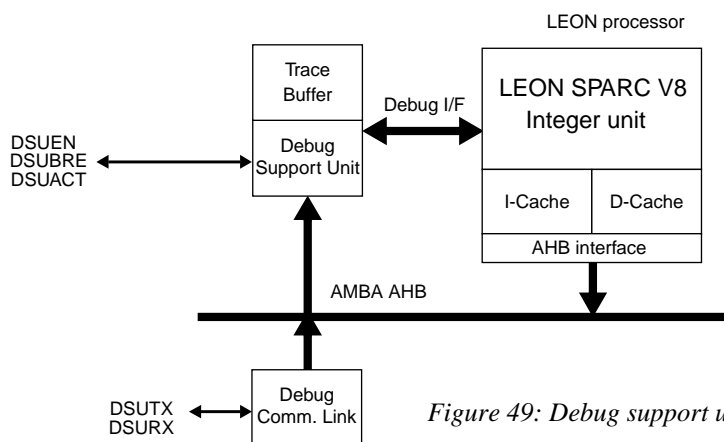 LEON processor
Trace
Buffer
LEON SPARC V8
Integer unit
Debug I/F
DSUEN
DSUBRE
DSUACT
Debug
Support Unit
I-Cache
D-Cache
AHB interface
AMBA AHB
DSUTX
DSURX
Debug
Comm. Link
Figure 49: Debug support u